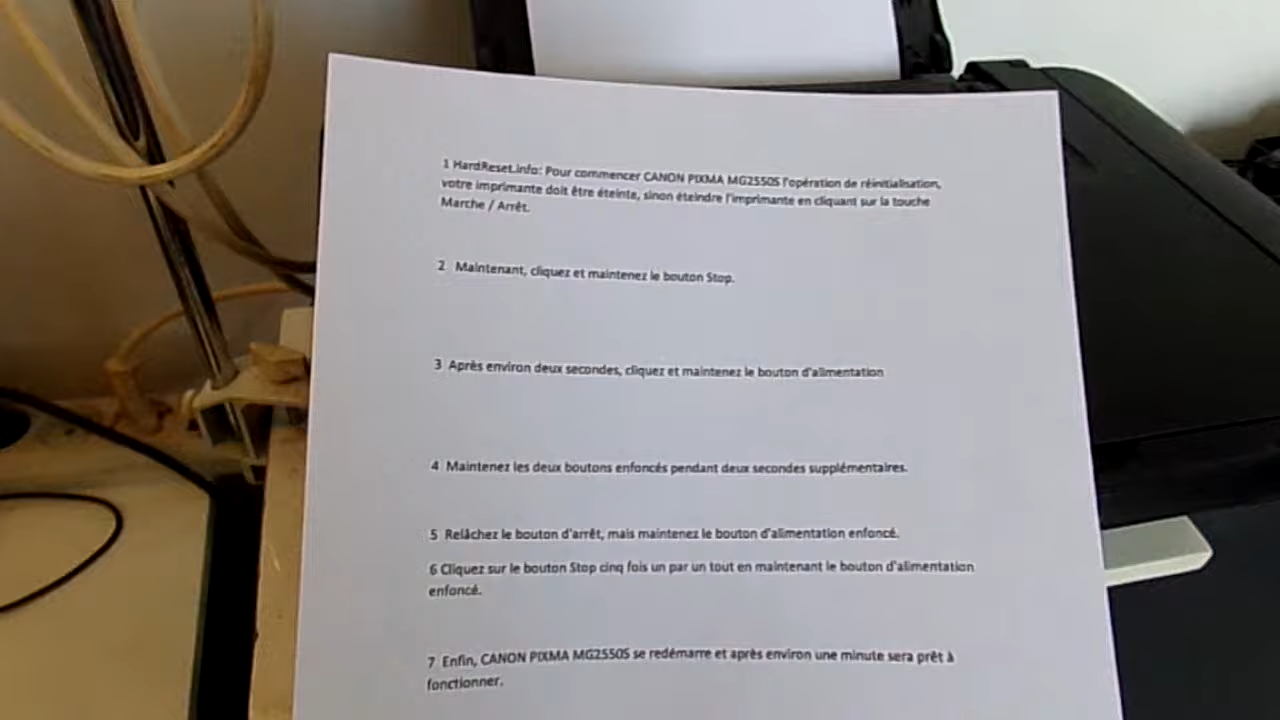 1 HardReset.info: Pour commencer CANON PIXMA MG2550S l'opération de réinitialisation,
votre imprimante doit être éteinte, sinon éteindre l'imprimante en cliquant sur la touche
Marche / Arrêt.
2 Maintenant, cliquez et maintenez le bouton Stop.
3 Après environ deux secondes, cliquez et maintenez le bouton d'alimentation
4 Maintenez les deux boutons enfoncés pendant deux secondes supplémentaires.
5 Relâchez le bouton d'arrêt, mais maintenez le bouton d'alimentation enfoncé.
6 Cliquez sur le bouton Stop cinq fois un par un tout en maintenant le bouton d'alimentation
enfoncé.
7 Enfin, CANON PIXMA MG2550S se redémarre et après environ une minute sera prêt à
fonctionner.